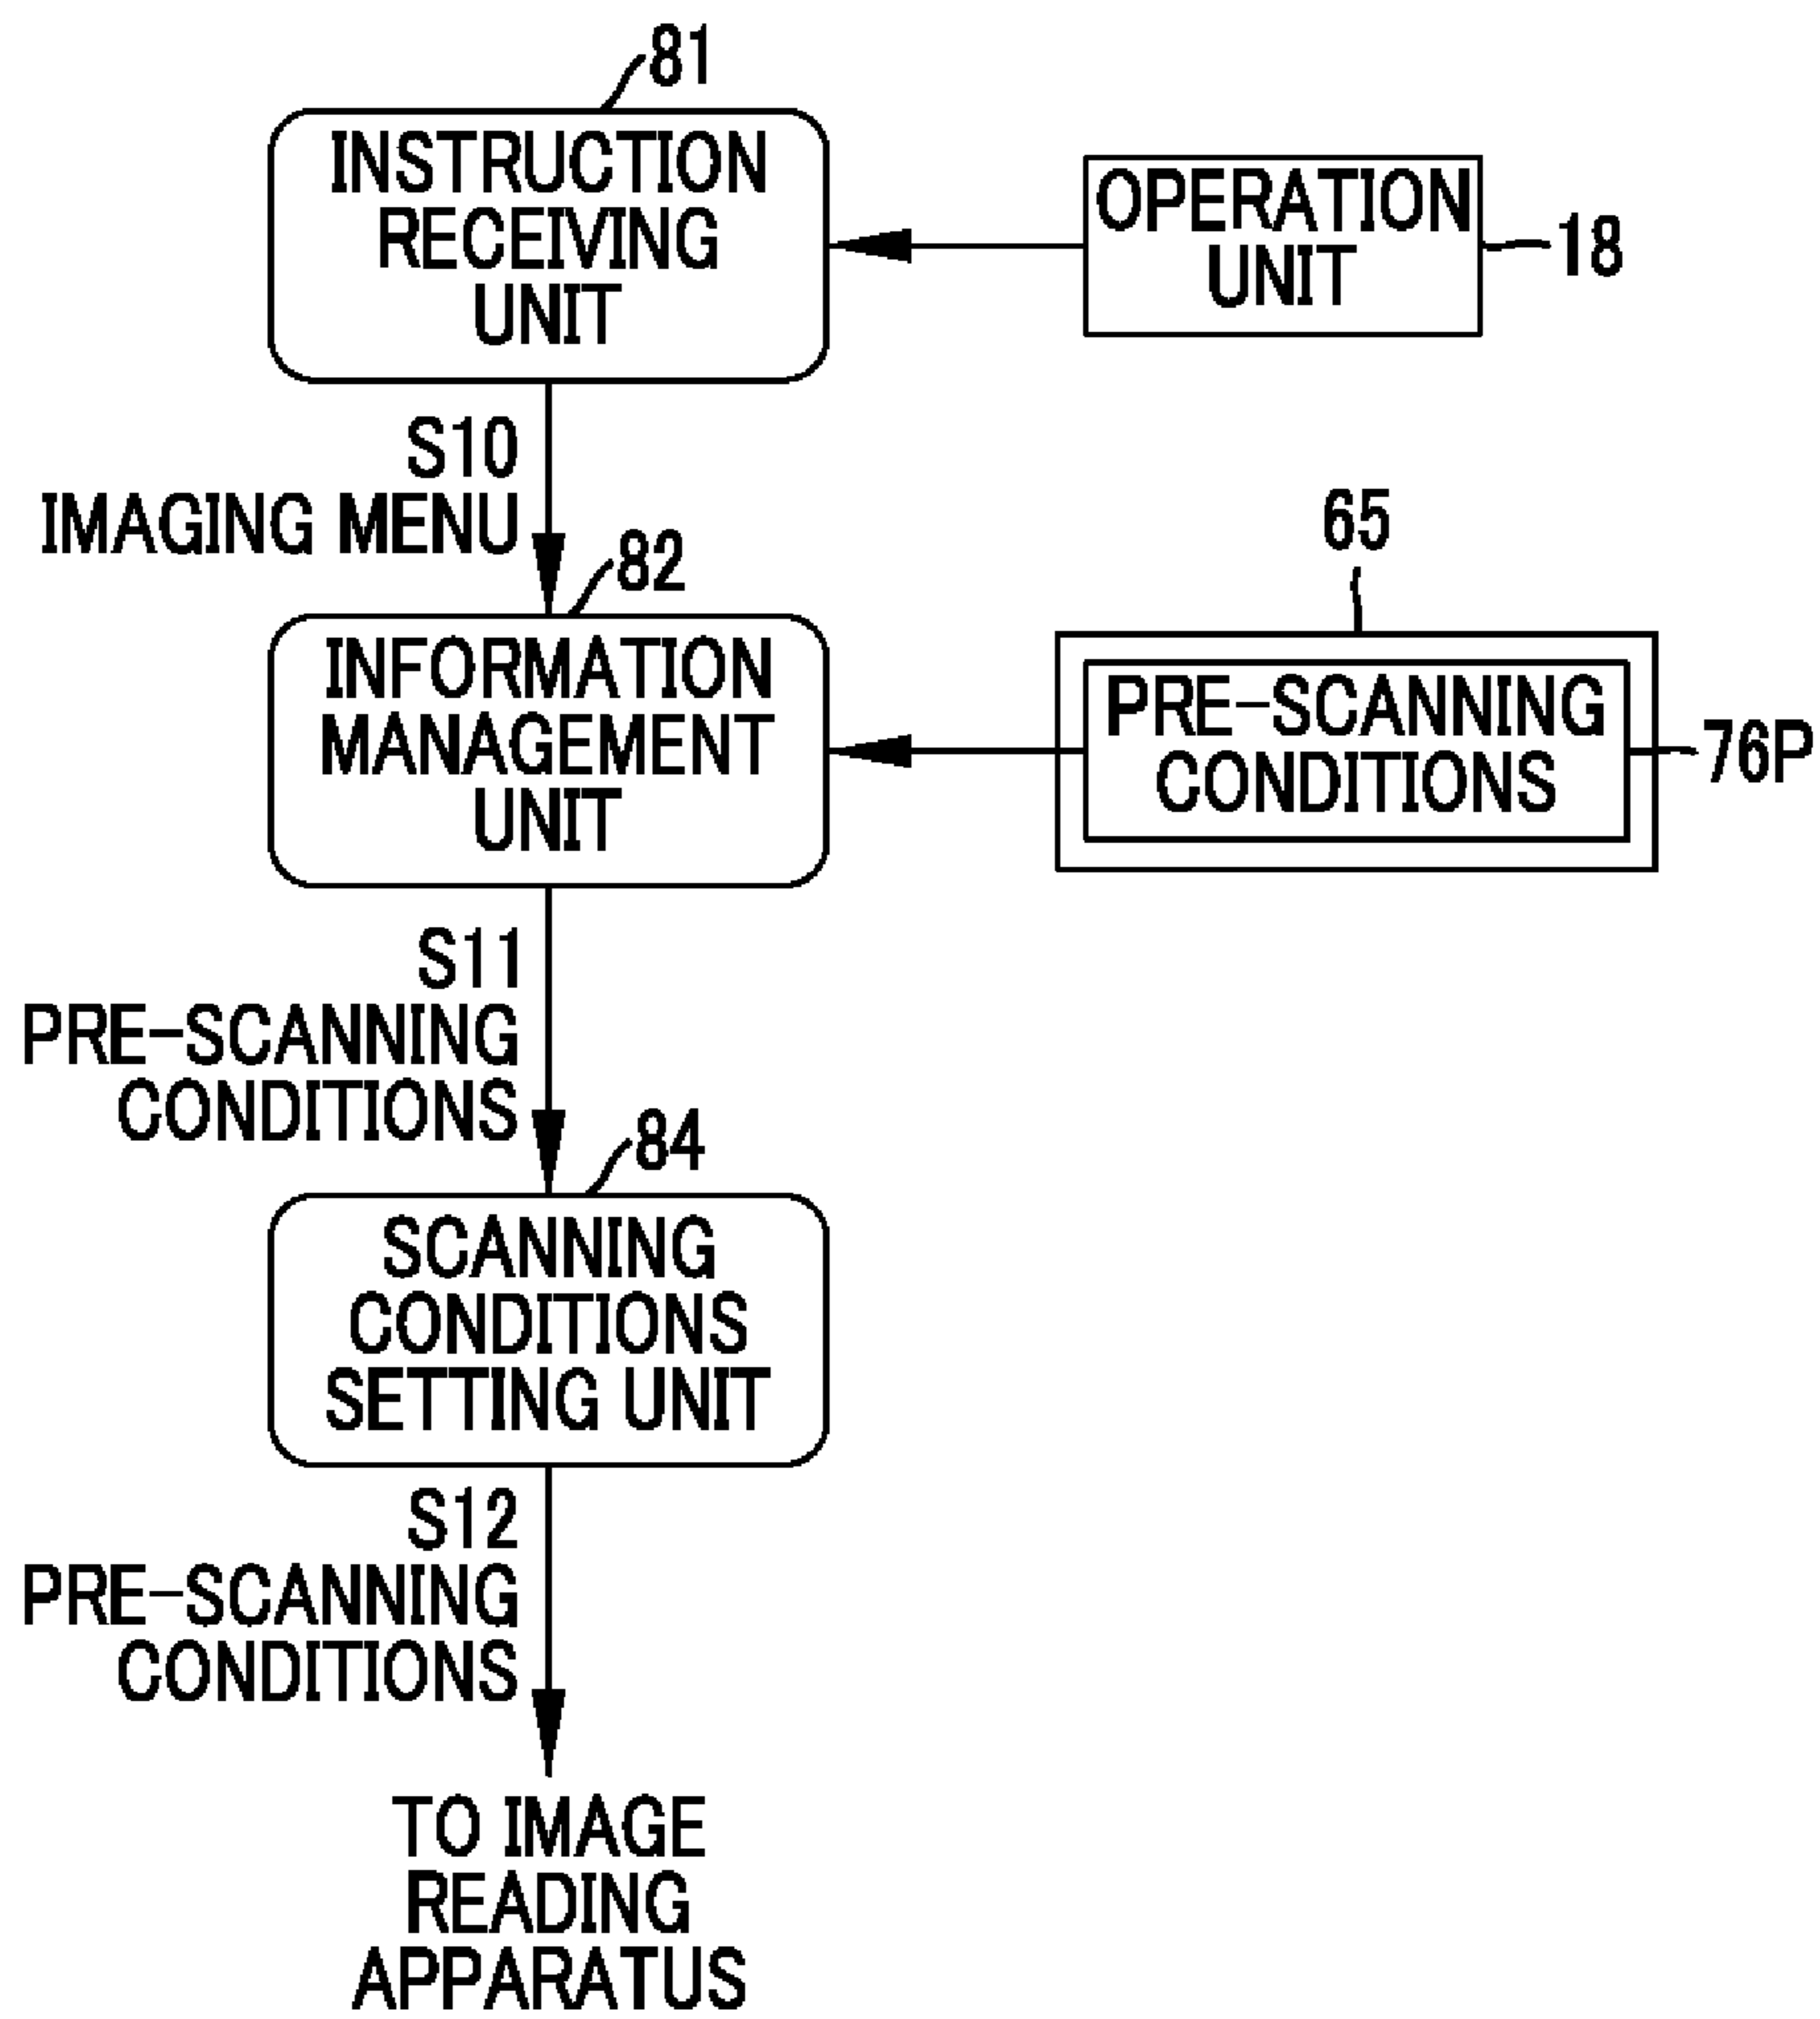 81
INSTRUCTION
RECEIVING
UNIT
OPERATION
UNIT
18
S10
IMAGING MENU
82
INFORMATION
MANAGEMENT
UNIT
65
PRE-SCANNING
CONDITIONS
76P
S11
PRE-SCANNING
CONDITIONS
84
SCANNING
CONDITIONS
SETTING UNIT
S12
PRE-SCANNING
CONDITIONS
TO IMAGE
READING
APPARATUS